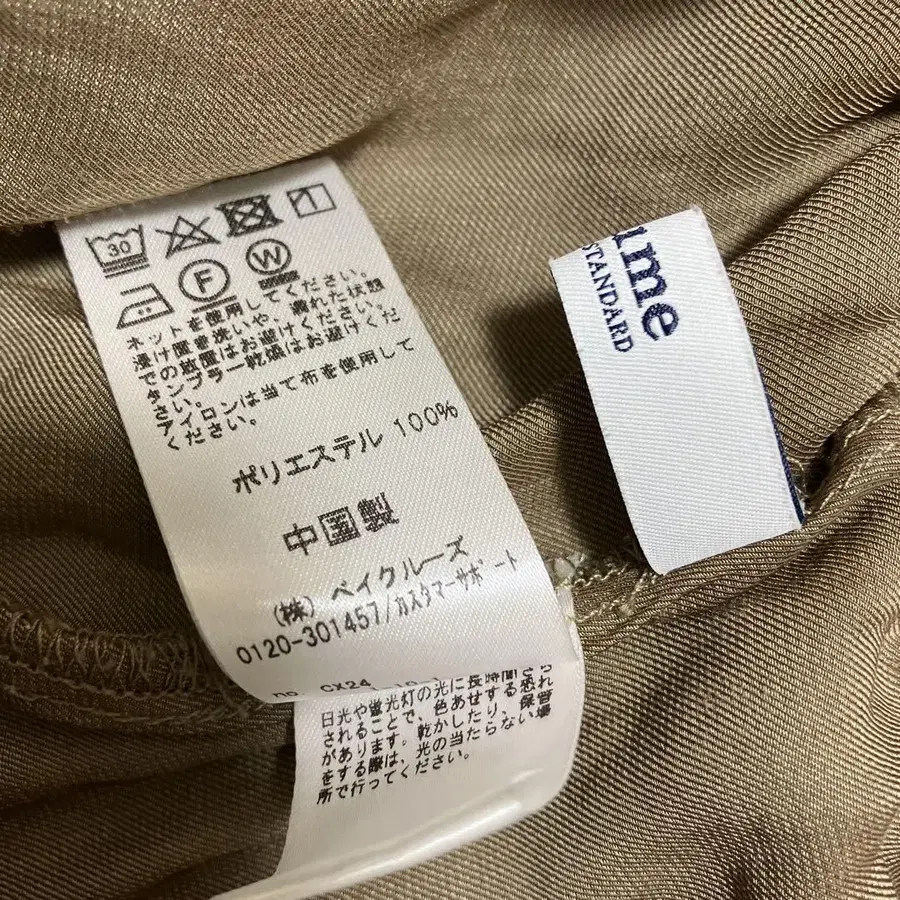 30
F
W
ネットを使用してください。
浸け置き洗いや、濡れた状態
での放置はお避けください。
タンブラー乾燥はお避けくだ
さい。
アイロンは当て布を使用して
ください。
ポリエステル 100%
中国製
(株) ベイクルーズ
0120-301457/カスタマーサポート
no. CX24
日光や蛍光灯の光に長時間
されることで、色あせする恐れ
があります。乾かしたり、保管
をする際は、光の当たらない場
所で行ってください。
ume
STANDARD